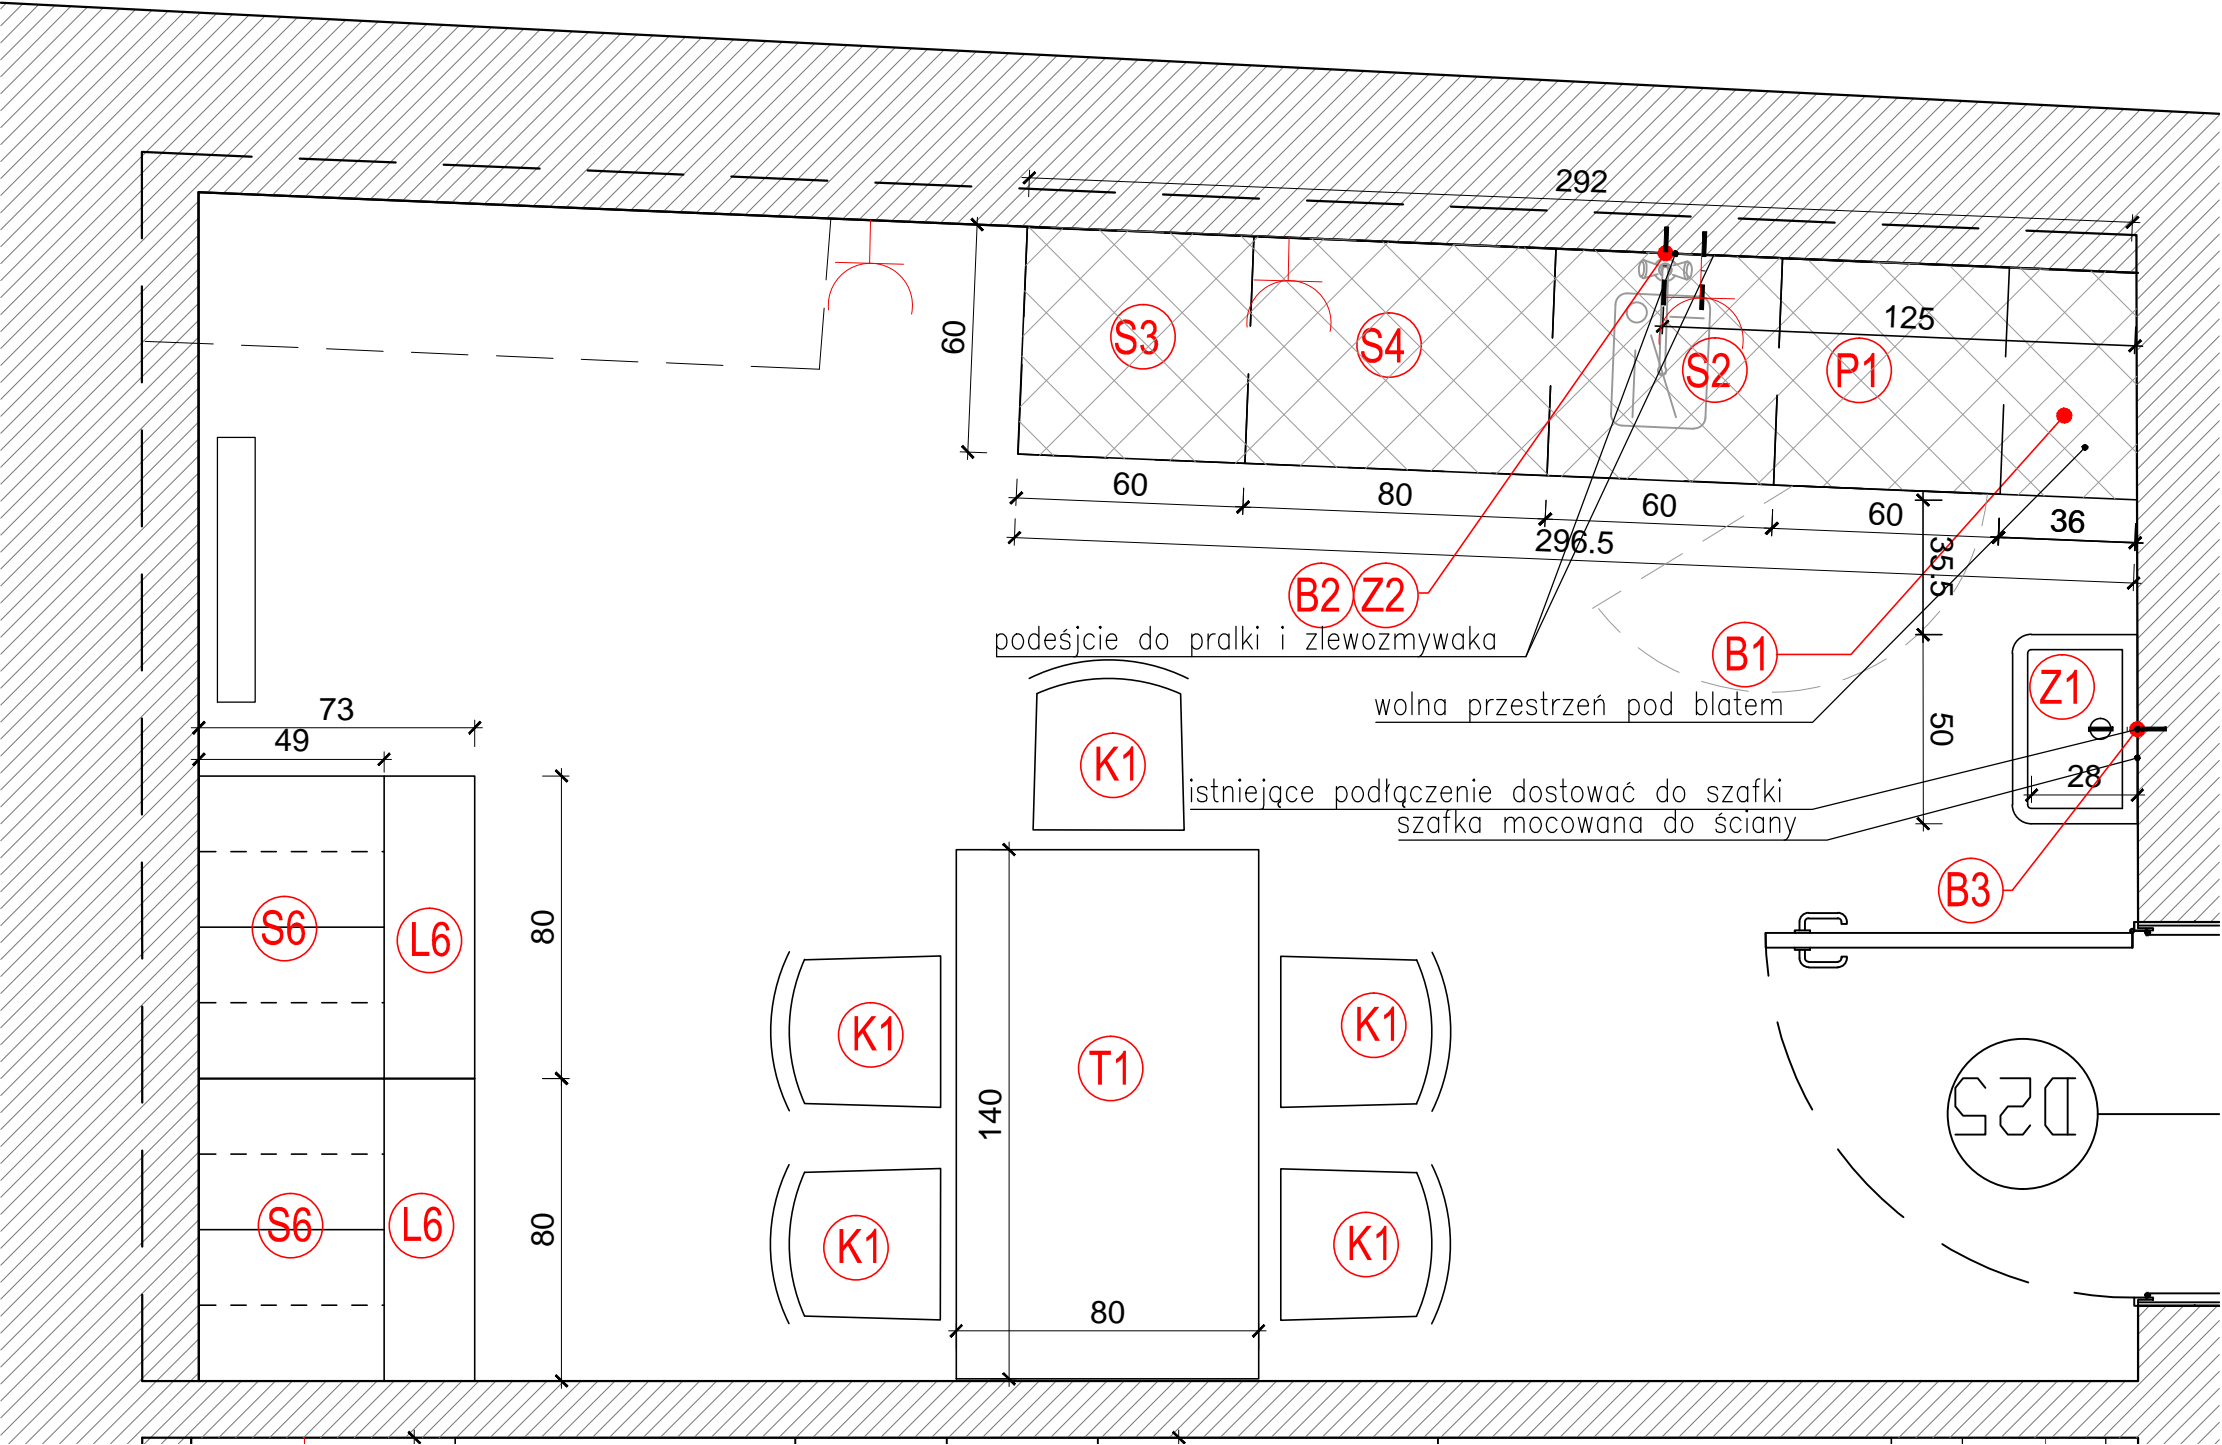 292
125
60
S3
S4
S2
P1
60
80
60
60
36
296.5
35.5
B2 Z2
podeśjcie do pralki i zlewozmywaka
B1
Z1
wolna przestrzeń pod blatem
50
73
49
K1
28
istniejące podłączenie dostować do szafki
szafka mocowana do ściany
B3
S6
L6
80
K1
K1
T1
140
D25
S6
L6
80
K1
K1
80